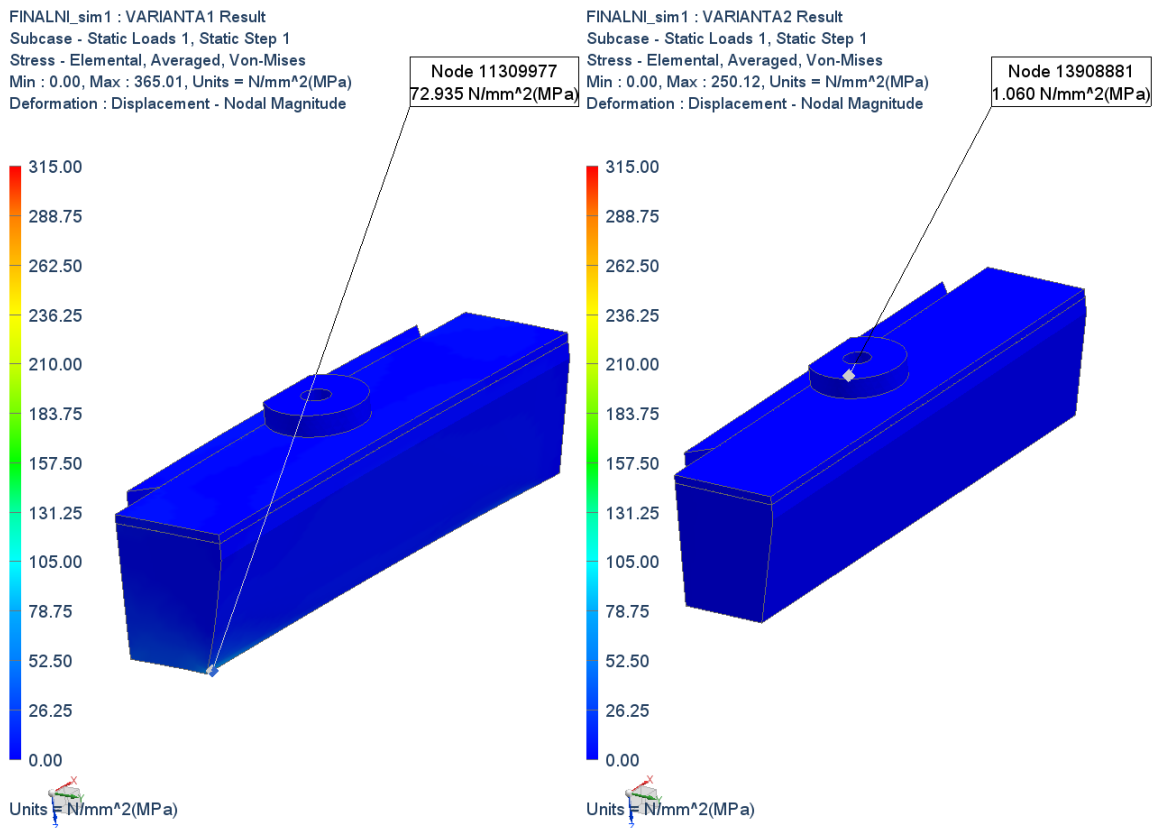 FINALNI_sim1 : VARIANTA1 Result
Subcase - Static Loads 1, Static Step 1
Stress - Elemental, Averaged, Von-Mises
Min : 0.00, Max : 365.01, Units = N/mm^2(MPa)
Deformation : Displacement - Nodal Magnitude
Node 11309977
72.935 N/mm^2(MPa)
315.00
288.75
262.50
236.25
210.00
183.75
157.50
131.25
105.00
78.75
52.50
26.25
0.00
X
Y
Z
Units = N/mm^2(MPa)
FINALNI_sim1 : VARIANTA2 Result
Subcase - Static Loads 1, Static Step 1
Stress - Elemental, Averaged, Von-Mises
Min : 0.00, Max : 250.12, Units = N/mm^2(MPa)
Deformation : Displacement - Nodal Magnitude
Node 13908881
1.060 N/mm^2(MPa)
315.00
288.75
262.50
236.25
210.00
183.75
157.50
131.25
105.00
78.75
52.50
26.25
0.00
X
Y
Z
Units = N/mm^2(MPa)